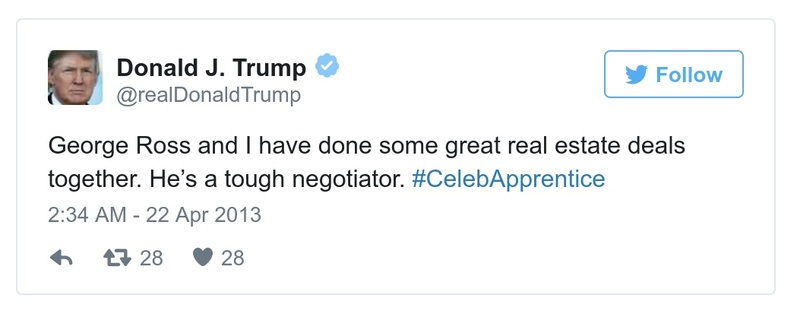 Donald J. Trump
@realDonaldTrump
Follow
George Ross and I have done some great real estate deals
together. He’s a tough negotiator. #CelebApprentice
2:34 AM - 22 Apr 2013
28 28